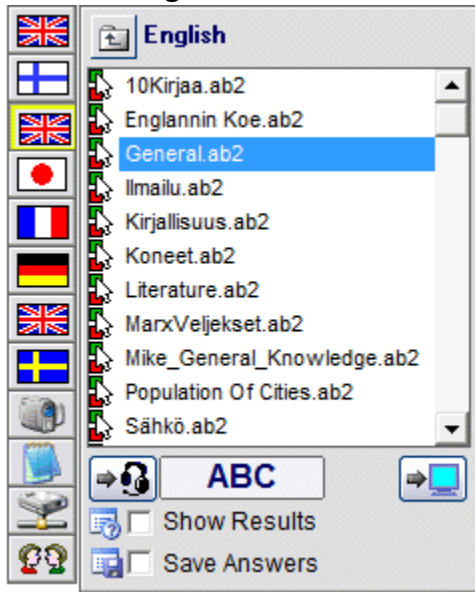 English
10Kirjaa.ab2
Englannin Koe.ab2
General.ab2
Ilmailu.ab2
Kirjallisuus.ab2
Koneet.ab2
Literature.ab2
MarxVeljekset.ab2
Mike_General_Knowledge.ab2
Population Of Cities.ab2
Sähkö.ab2
ABC
Show Results
Save Answers